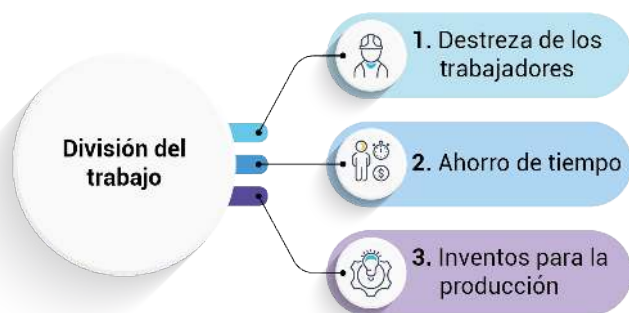 División del
trabajo
1. Destreza de los
trabajadores
2. Ahorro de tiempo
$
3. Inventos para la
producción